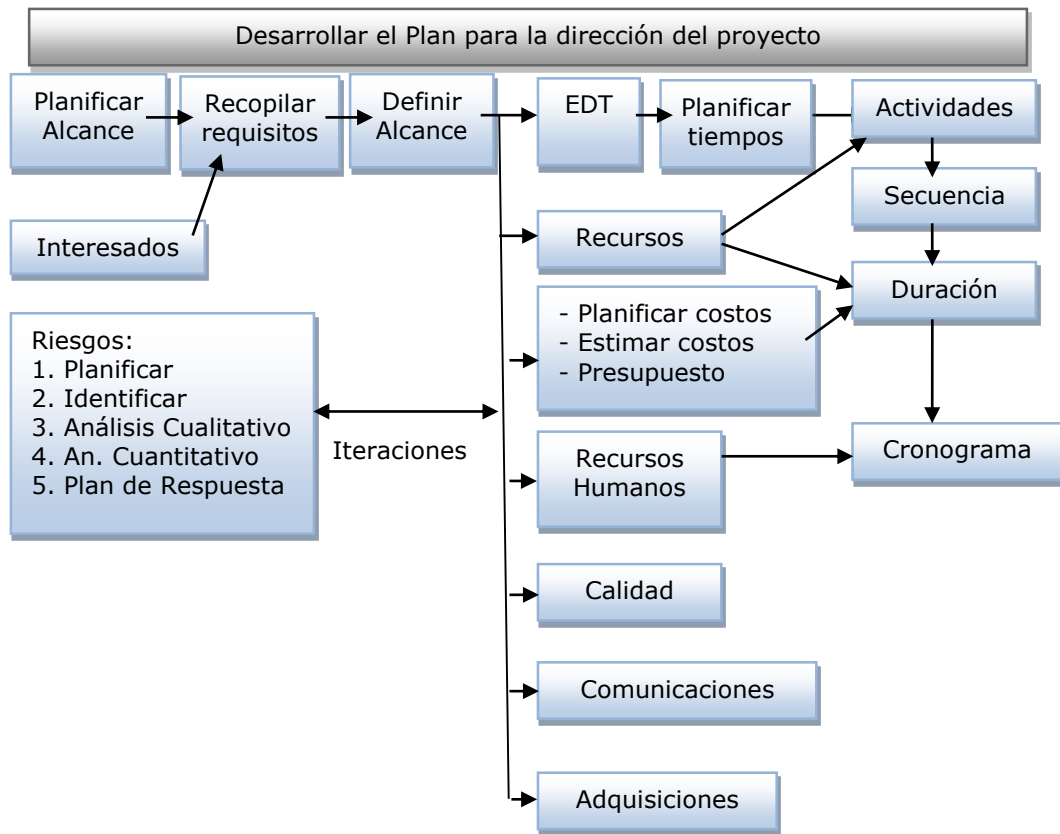 Desarrollar el Plan para la dirección del proyecto
Planificar
Alcance
Recopilar
requisitos
Definir
Alcance
EDT
Planificar
tiempos
Actividades
Secuencia
Interesados
Recursos
Duración
- Planificar costos
- Estimar costos
- Presupuesto
Riesgos:
1. Planificar
2. Identificar
3. Análisis Cualitativo
4. An. Cuantitativo
5. Plan de Respuesta
Iteraciones
Recursos
Humanos
Cronograma
Calidad
Comunicaciones
Adquisiciones